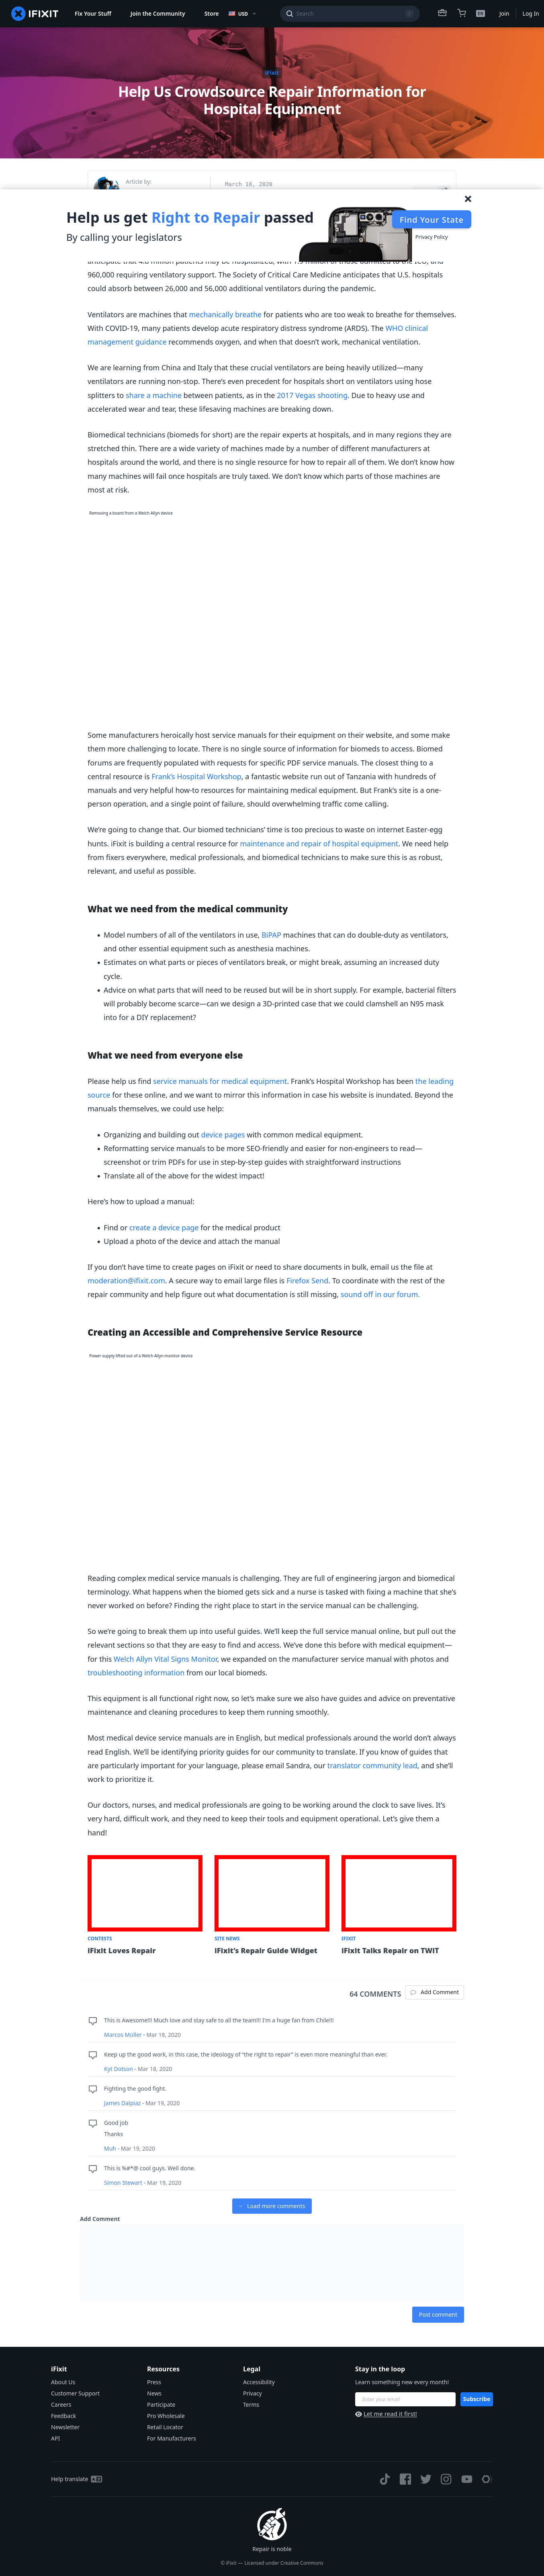 IFIXIT
Fix Your Stuff
Join the Community
Store
USD
Search
/
EN
Join
Log In
iFixit
Help Us Crowdsource Repair Information for
Hospital Equipment
Article by:
March 18, 2020
Help us get Right to Repair passed
By calling your legislators
Find Your State
Privacy Policy
960,000 requiring ventilatory support. The Society of Critical Care Medicine anticipates that U.S. hospitals
could absorb between 26,000 and 56,000 additional ventilators during the pandemic.
Ventilators are machines that mechanically breathe for patients who are too weak to breathe for themselves.
With COVID-19, many patients develop acute respiratory distress syndrome (ARDS). The WHO clinical
management guidance recommends oxygen, and when that doesn't work, mechanical ventilation.
We are learning from China and Italy that these crucial ventilators are being heavily utilized—many
ventilators are running non-stop. There's even precedent for hospitals short on ventilators using hose
splitters to share a machine between patients, as in the 2017 Vegas shooting. Due to heavy use and
accelerated wear and tear, these lifesaving machines are breaking down.
Biomedical technicians (biomeds for short) are the repair experts at hospitals, and in many regions they are
stretched thin. There are a wide variety of machines made by a number of different manufacturers at
hospitals around the world, and there is no single resource for how to repair all of them. We don't know how
many machines will fail once hospitals are truly taxed. We don't know which parts of those machines are
most at risk.
Removing a board from a Welch Allyn device
Some manufacturers heroically host service manuals for their equipment on their website, and some make
them more challenging to locate. There is no single source of information for biomeds to access. Biomed
forums are frequently populated with requests for specific PDF service manuals. The closest thing to a
central resource is Frank's Hospital Workshop, a fantastic website run out of Tanzania with hundreds of
manuals and very helpful how-to resources for maintaining medical equipment. But Frank's site is a one-
person operation, and a single point of failure, should overwhelming traffic come calling.
We're going to change that. Our biomed technicians' time is too precious to waste on internet Easter-egg
hunts. iFixit is building a central resource for maintenance and repair of hospital equipment. We need help
from fixers everywhere, medical professionals, and biomedical technicians to make sure this is as robust,
relevant, and useful as possible.
What we need from the medical community
• Model numbers of all of the ventilators in use, BiPAP machines that can do double-duty as ventilators,
and other essential equipment such as anesthesia machines.
• Estimates on what parts or pieces of ventilators break, or might break, assuming an increased duty
cycle.
• Advice on what parts that will need to be reused but will be in short supply. For example, bacterial filters
will probably become scarce—can we design a 3D-printed case that we could clamshell an N95 mask
into for a DIY replacement?
What we need from everyone else
Please help us find service manuals for medical equipment. Frank's Hospital Workshop has been the leading
source for these online, and we want to mirror this information in case his website is inundated. Beyond the
manuals themselves, we could use help:
• Organizing and building out device pages with common medical equipment.
• Reformatting service manuals to be more SEO-friendly and easier for non-engineers to read—
screenshot or trim PDFs for use in step-by-step guides with straightforward instructions
• Translate all of the above for the widest impact!
Here's how to upload a manual:
• Find or create a device page for the medical product
• Upload a photo of the device and attach the manual
If you don't have time to create pages on iFixit or need to share documents in bulk, email us the file at
moderation@ifixit.com. A secure way to email large files is Firefox Send. To coordinate with the rest of the
repair community and help figure out what documentation is still missing, sound off in our forum.
Creating an Accessible and Comprehensive Service Resource
Power supply lifted out of a Welch Allyn monitor device
Reading complex medical service manuals is challenging. They are full of engineering jargon and biomedical
terminology. What happens when the biomed gets sick and a nurse is tasked with fixing a machine that she's
never worked on before? Finding the right place to start in the service manual can be challenging.
So we're going to break them up into useful guides. We'll keep the full service manual online, but pull out the
relevant sections so that they are easy to find and access. We've done this before with medical equipment—
for this Welch Allyn Vital Signs Monitor, we expanded on the manufacturer service manual with photos and
troubleshooting information from our local biomeds.
This equipment is all functional right now, so let's make sure we also have guides and advice on preventative
maintenance and cleaning procedures to keep them running smoothly.
Most medical device service manuals are in English, but medical professionals around the world don't always
read English. We'll be identifying priority guides for our community to translate. If you know of guides that
are particularly important for your language, please email Sandra, our translator community lead, and she'll
work to prioritize it.
Our doctors, nurses, and medical professionals are going to be working around the clock to save lives. It's
very hard, difficult work, and they need to keep their tools and equipment operational. Let's give them a
hand!
CONTESTS
iFixit Loves Repair
SITE NEWS
iFixit's Repair Guide Widget
IFIXIT
iFixit Talks Repair on TWiT
64 COMMENTS
Add Comment
This is Awesome!!! Much love and stay safe to all the team!!! I'm a huge fan from Chile!!!
Marcos Müller - Mar 18, 2020
Keep up the good work, in this case, the ideology of "the right to repair" is even more meaningful than ever.
Kyt Dotson - Mar 18, 2020
Fighting the good fight.
James Dalpiaz - Mar 19, 2020
Good job
Thanks
Muh - Mar 19, 2020
This is %#*@ cool guys. Well done.
Simon Stewart - Mar 19, 2020
Load more comments
Add Comment
Post comment
iFixit
About Us
Customer Support
Careers
Feedback
Newsletter
API
Resources
Press
News
Participate
Pro Wholesale
Retail Locator
For Manufacturers
Legal
Accessibility
Privacy
Terms
Stay in the loop
Learn something new every month!
Enter your email
Subscribe
Let me read it first!
Help translate
Repair is noble
© iFixit — Licensed under Creative Commons